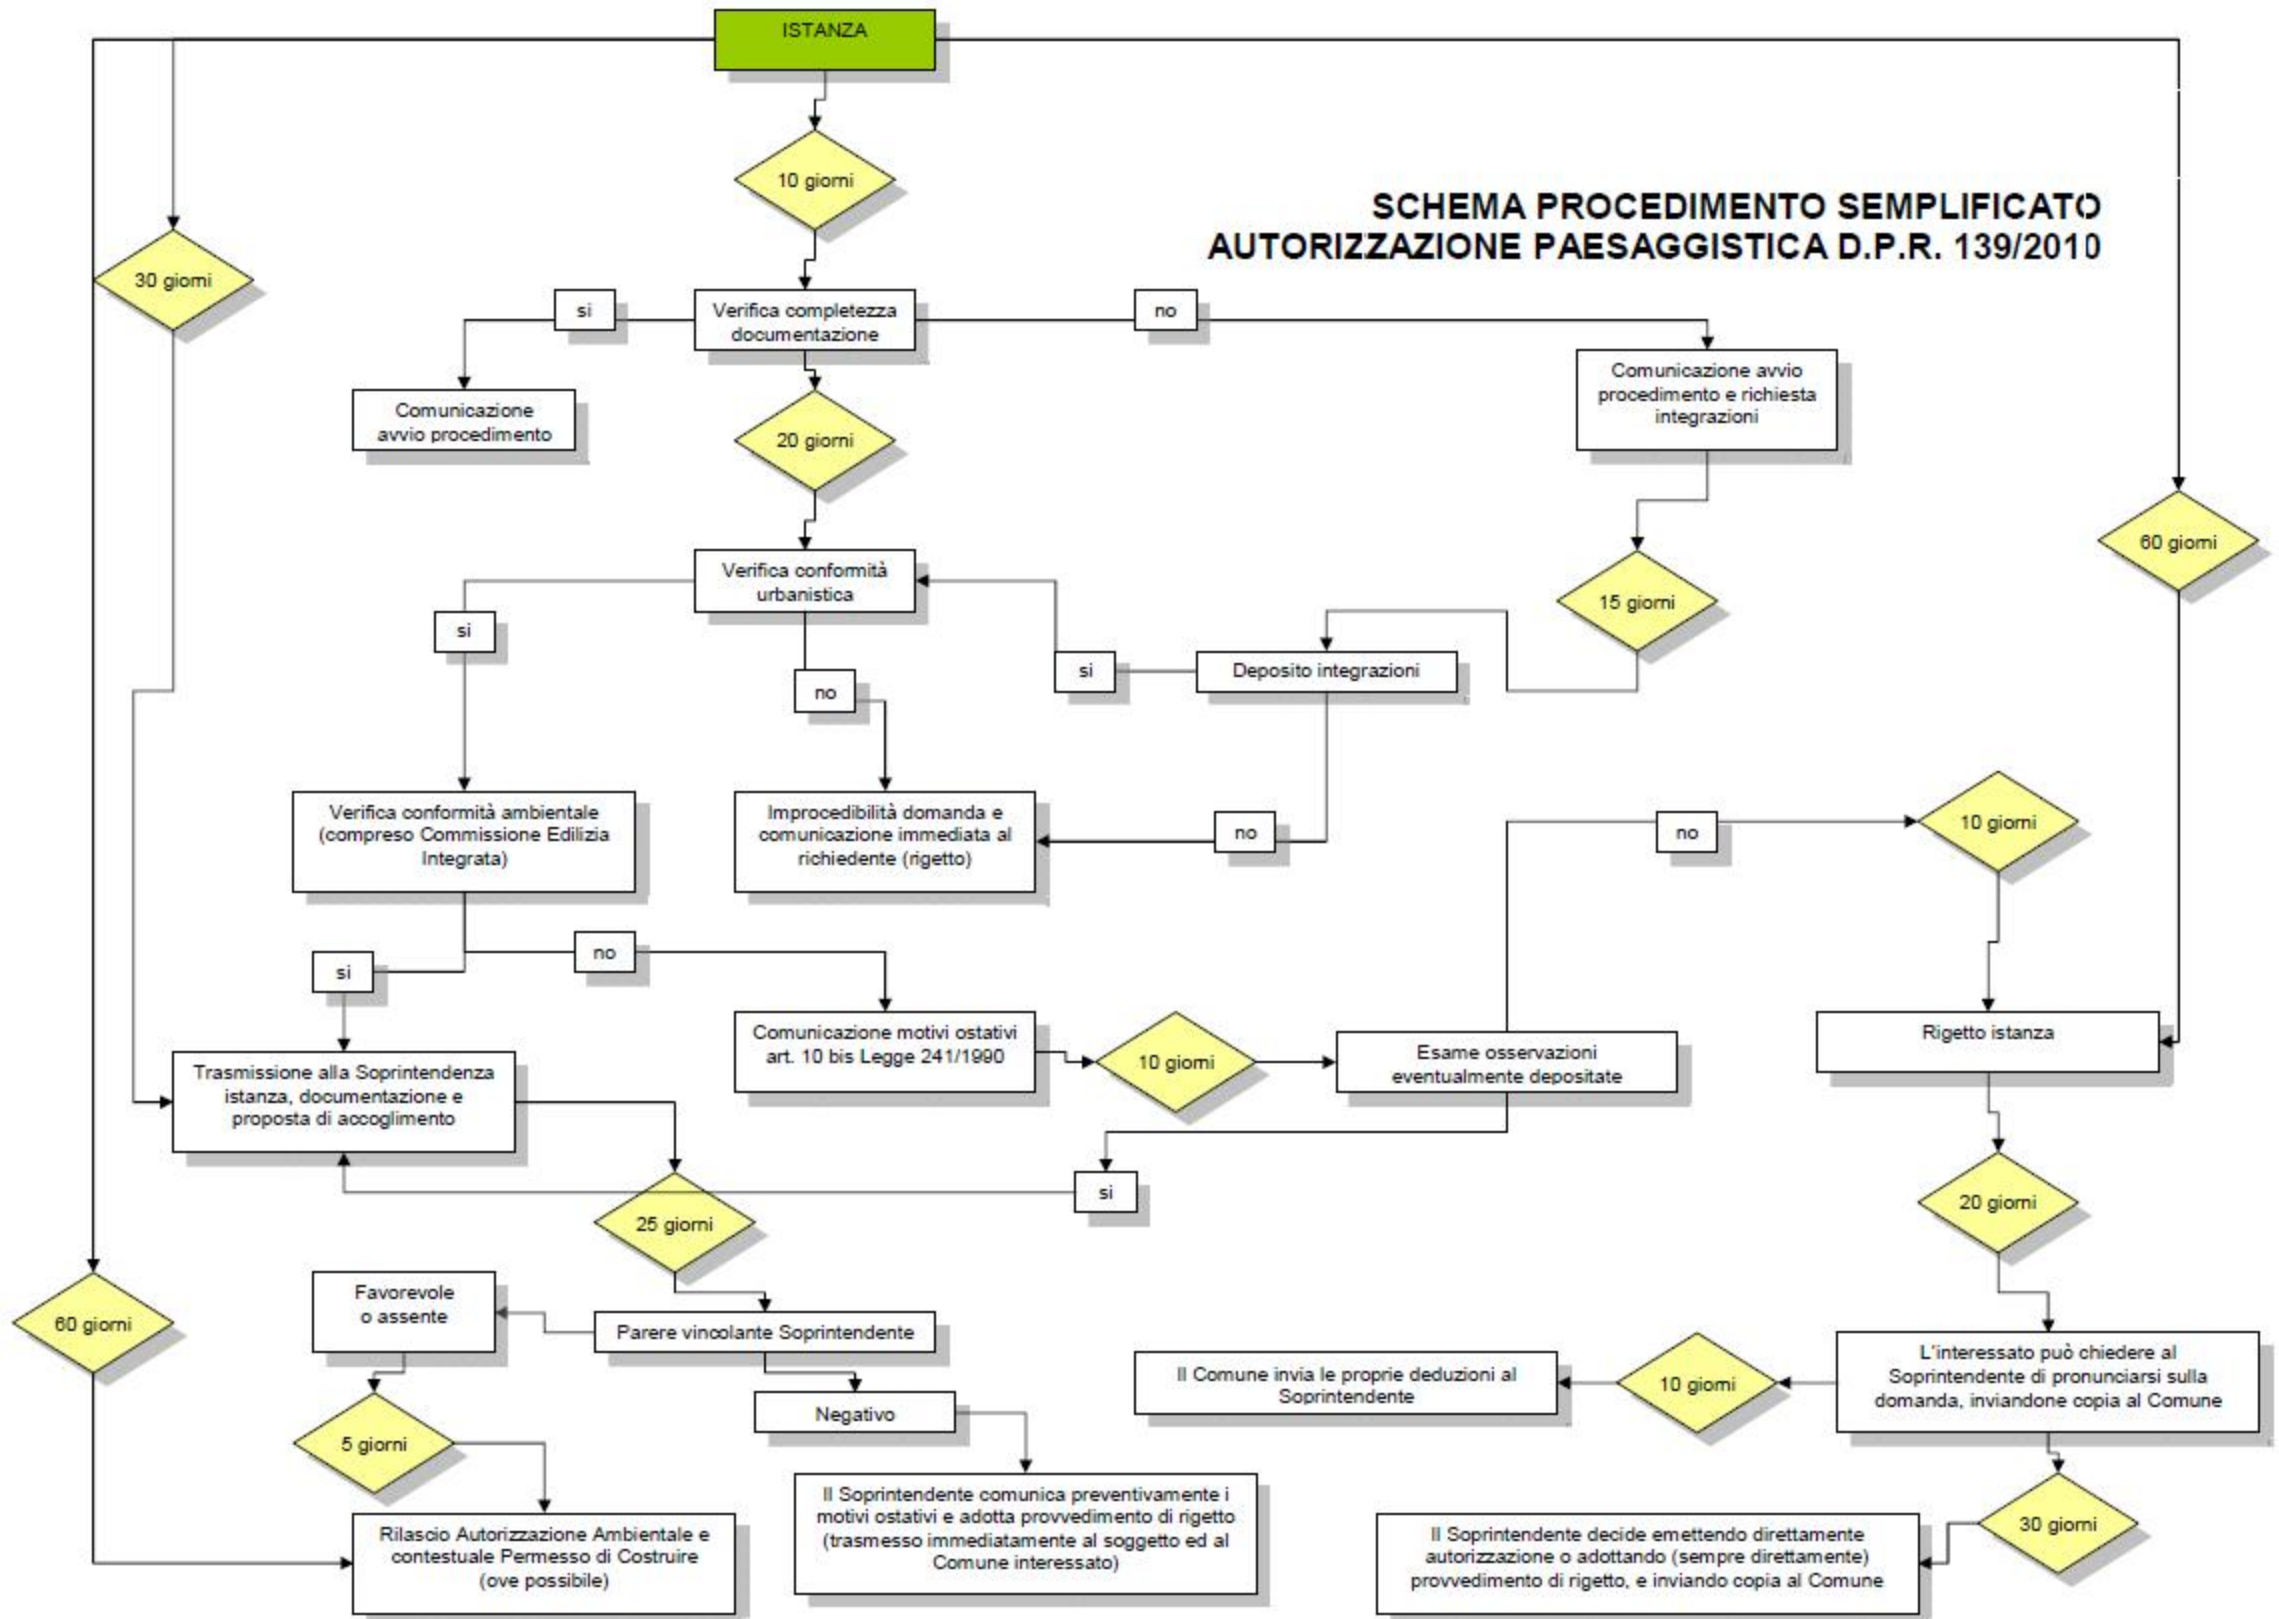 ISTANZA
10 giorni
SCHEMA PROCEDIMENTO SEMPLIFICATO
AUTORIZZAZIONE PAESAGGISTICA D.P.R. 139/2010
30 giorni
si
Verifica completezza
documentazione
no
Comunicazione
avvio procedimento
Comunicazione avvio
procedimento e richiesta
integrazioni
20 giorni
60 giorni
Verifica conformità
urbanistica
15 giorni
si
no
si
Deposito integrazioni
Verifica conformità ambientale
(compreso Commissione Edilizia
Integrata)
Improcedibilità domanda e
comunicazione immediata al
richiedente (rigetto)
no
no
10 giorni
si
no
Comunicazione motivi ostativi
art. 10 bis Legge 241/1990
10 giorni
Esame osservazioni
eventualmente depositate
Rigetto istanza
Trasmissione alla Soprintendenza
istanza, documentazione e
proposta di accoglimento
si
25 giorni
20 giorni
60 giorni
Favorevole
o assente
Parere vincolante Soprintendente
Negativo
Il Comune invia le proprie deduzioni al
Soprintendente
10 giorni
L'interessato può chiedere al
Soprintendente di pronunciarsi sulla
domanda, inviandone copia al Comune
5 giorni
Il Soprintendente comunica preventivamente i
motivi ostativi e adotta provvedimento di rigetto
(trasmesso immediatamente al soggetto ed al
Comune interessato)
30 giorni
Rilascio Autorizzazione Ambientale e
contestuale Permesso di Costruire
(ove possibile)
Il Soprintendente decide emettendo direttamente
autorizzazione o adottando (sempre direttamente)
provvedimento di rigetto, e inviando copia al Comune